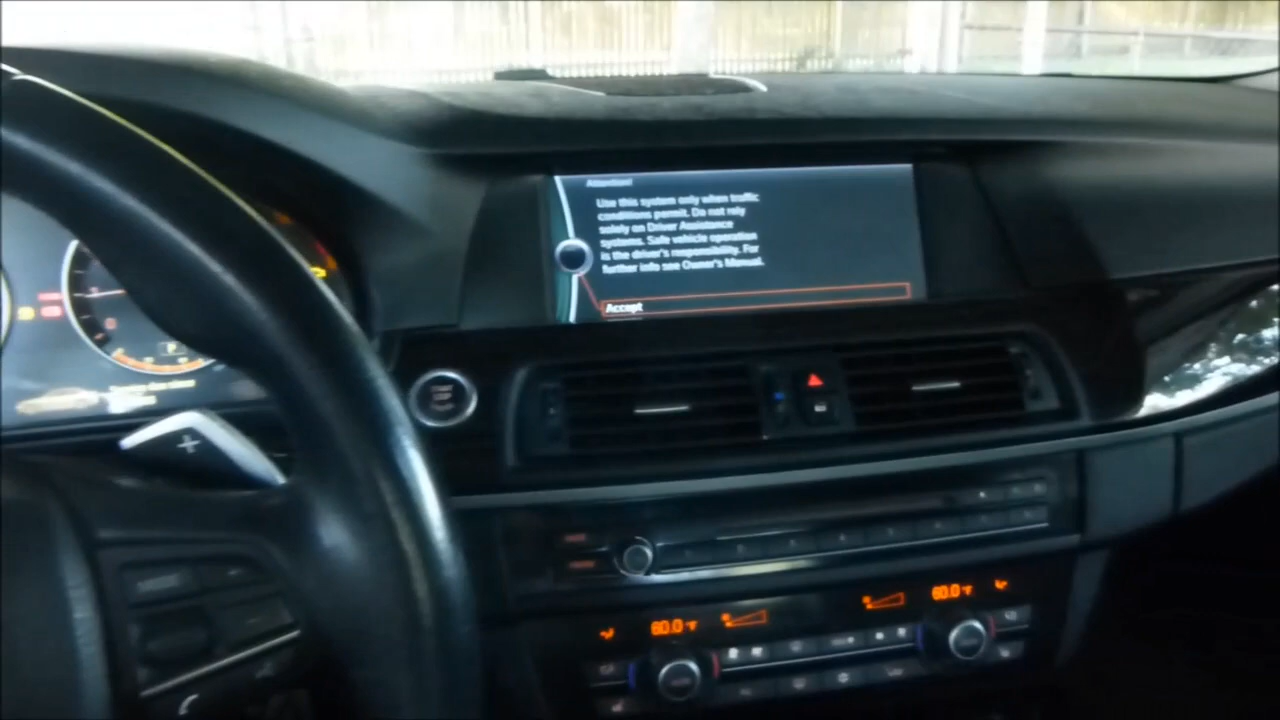 Attention!
Use this system only when traffic
conditions permit. Do not rely
solely on Driver Assistance
systems. Safe vehicle operation
is the driver's responsibility. For
further info see Owner's Manual.
Accept
P
+
60.0 °F
60.0 °F